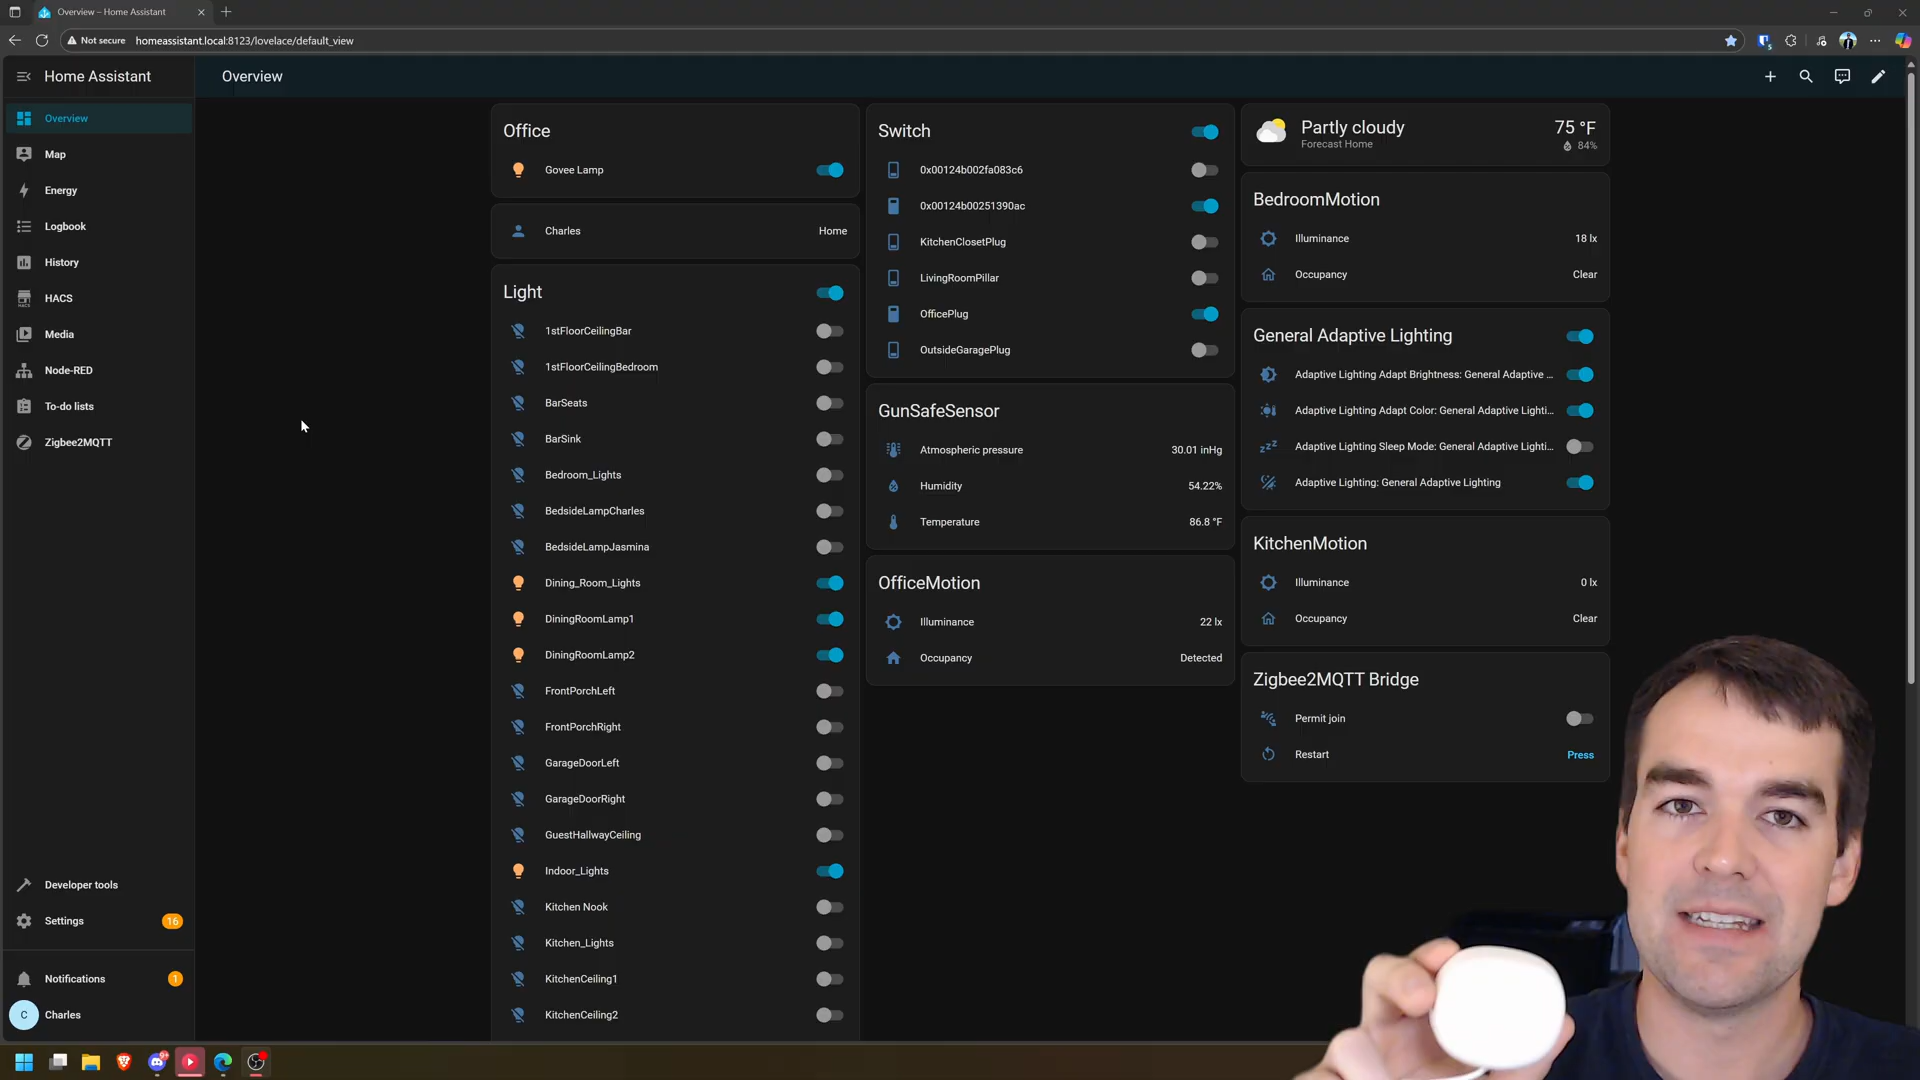 Overview – Home Assistant
Not secure
homeassistant.local:8123/lovelace/default_view
Home Assistant
Overview
Overview
Map
Energy
Logbook
History
HACS
Media
Node-RED
To-do lists
Zigbee2MQTT
Developer tools
Settings
16
Notifications
1
C
Charles
Office
Govee Lamp
Charles
Home
Light
1stFloorCeilingBar
1stFloorCeilingBedroom
BarSeats
BarSink
Bedroom_Lights
BedsideLampCharles
BedsideLampJasmina
Dining_Room_Lights
DiningRoomLamp1
DiningRoomLamp2
FrontPorchLeft
FrontPorchRight
GarageDoorLeft
GarageDoorRight
GuestHallwayCeiling
Indoor_Lights
Kitchen Nook
Kitchen_Lights
KitchenCeiling1
KitchenCeiling2
Switch
0x00124b002fa083c6
0x00124b00251390ac
KitchenClosetPlug
LivingRoomPillar
OfficePlug
OutsideGaragePlug
GunSafeSensor
Atmospheric pressure 30.01 inHg
Humidity 54.22%
Temperature 86.8 °F
OfficeMotion
Illuminance 22 lx
Occupancy Detected
Partly cloudy 75 °F
Forecast Home 84%
BedroomMotion
Illuminance 18 lx
Occupancy Clear
General Adaptive Lighting
Adaptive Lighting Adapt Brightness: General Adaptive ...
Adaptive Lighting Adapt Color: General Adaptive Lighti...
Adaptive Lighting Sleep Mode: General Adaptive Lighti...
Adaptive Lighting: General Adaptive Lighting
KitchenMotion
Illuminance 0 lx
Occupancy Clear
Zigbee2MQTT Bridge
Permit join
Restart Press